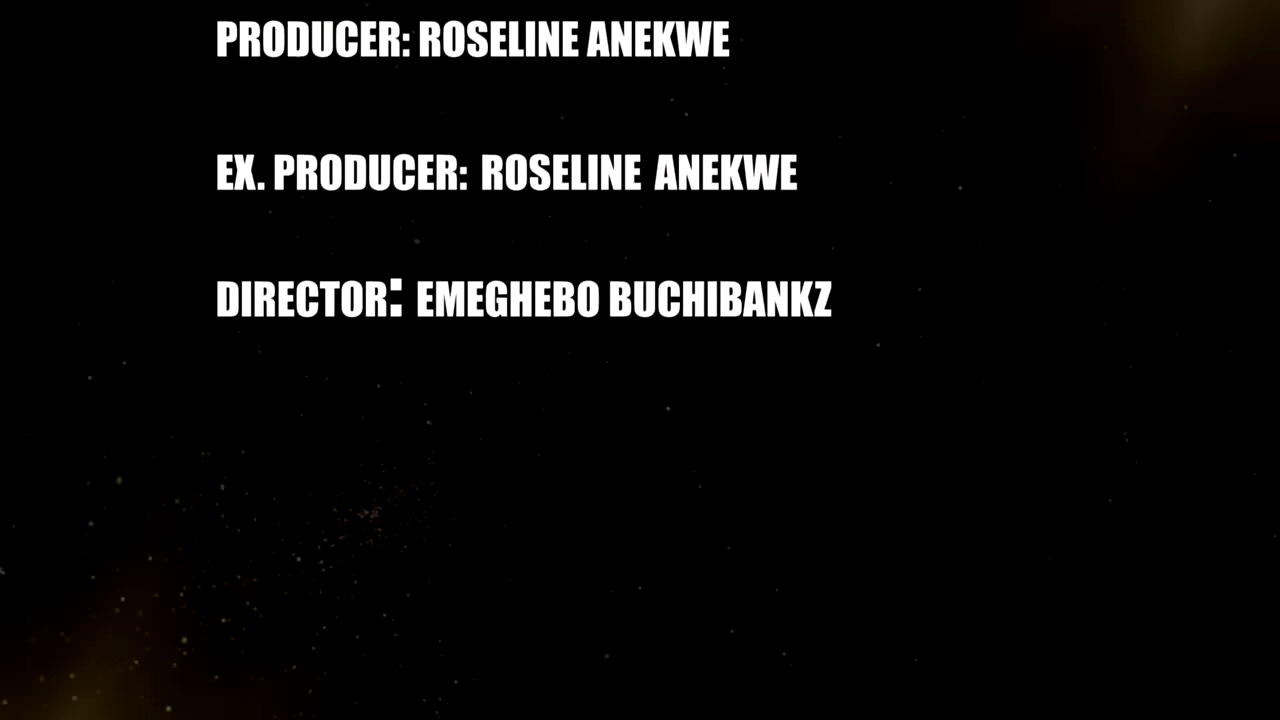 PRODUCER: ROSELINE ANEKWE
EX. PRODUCER: ROSELINE ANEKWE
DIRECTOR: EMEGHEBO BUCHIBANKZ